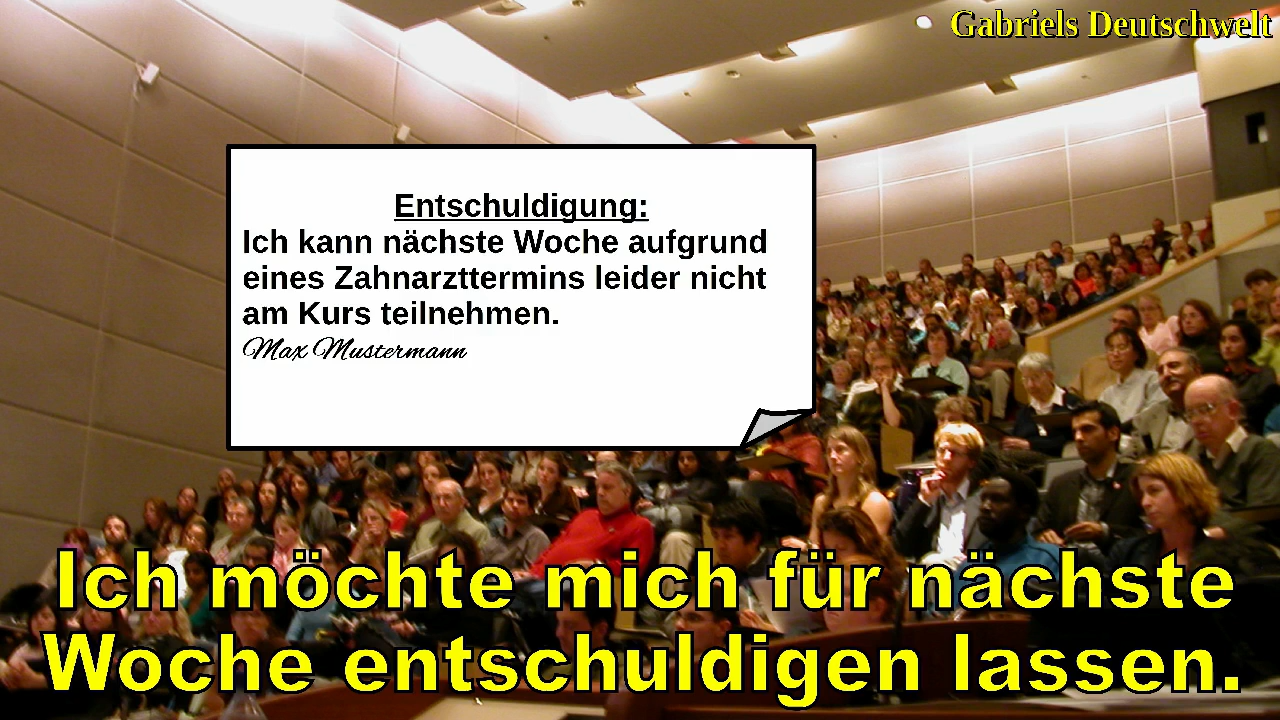 Gabriels Deutschwelt
Entschuldigung:
Ich kann nächste Woche aufgrund
eines Zahnarzttermins leider nicht
am Kurs teilnehmen.
Max Mustermann
Ich möchte mich für nächste
Woche entschuldigen lassen.